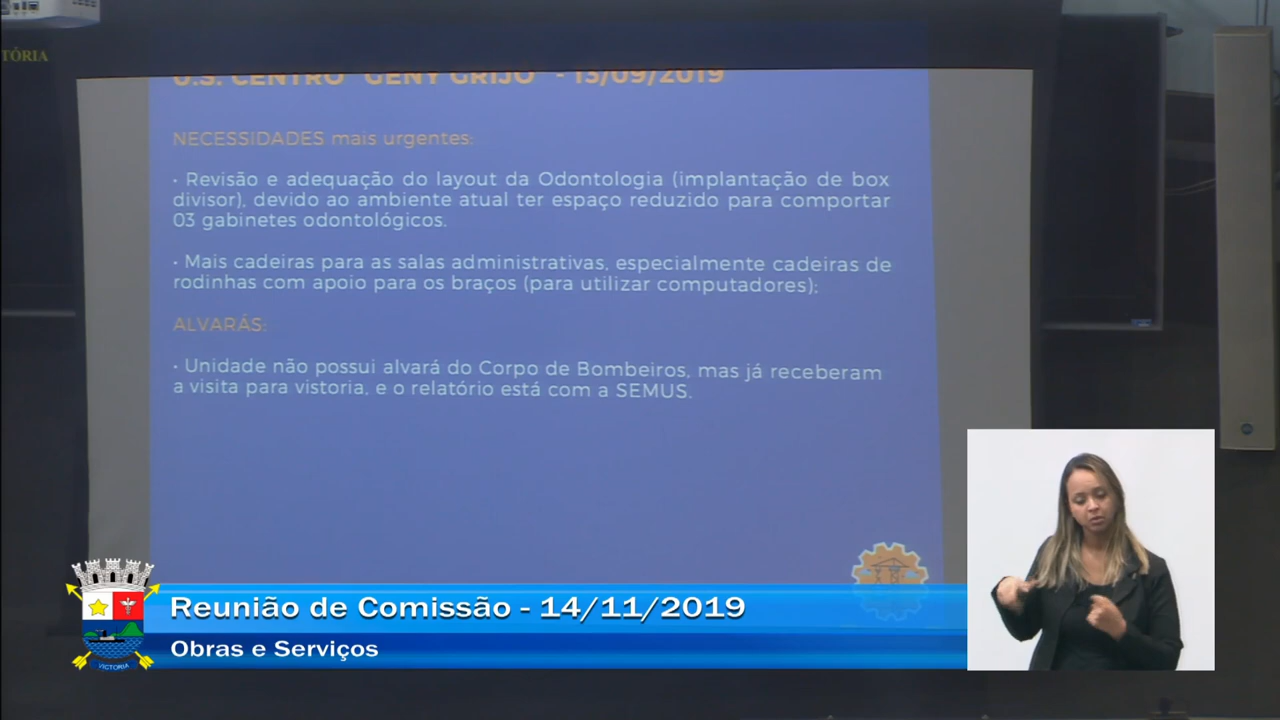 TÓRIA
U.S. CENTRO "GENY GRIJÓ" - 13/09/2019
NECESSIDADES mais urgentes:
• Revisão e adequação do layout da Odontologia (implantação de box
divisor), devido ao ambiente atual ter espaço reduzido para comportar
03 gabinetes odontológicos.
• Mais cadeiras para as salas administrativas, especialmente cadeiras de
rodinhas com apoio para os braços (para utilizar computadores);
ALVARÁS:
• Unidade não possui alvará do Corpo de Bombeiros, mas já receberam
a visita para vistoria, e o relatório está com a SEMUS.
Reunião de Comissão - 14/11/2019
Obras e Serviços
VICTORIA